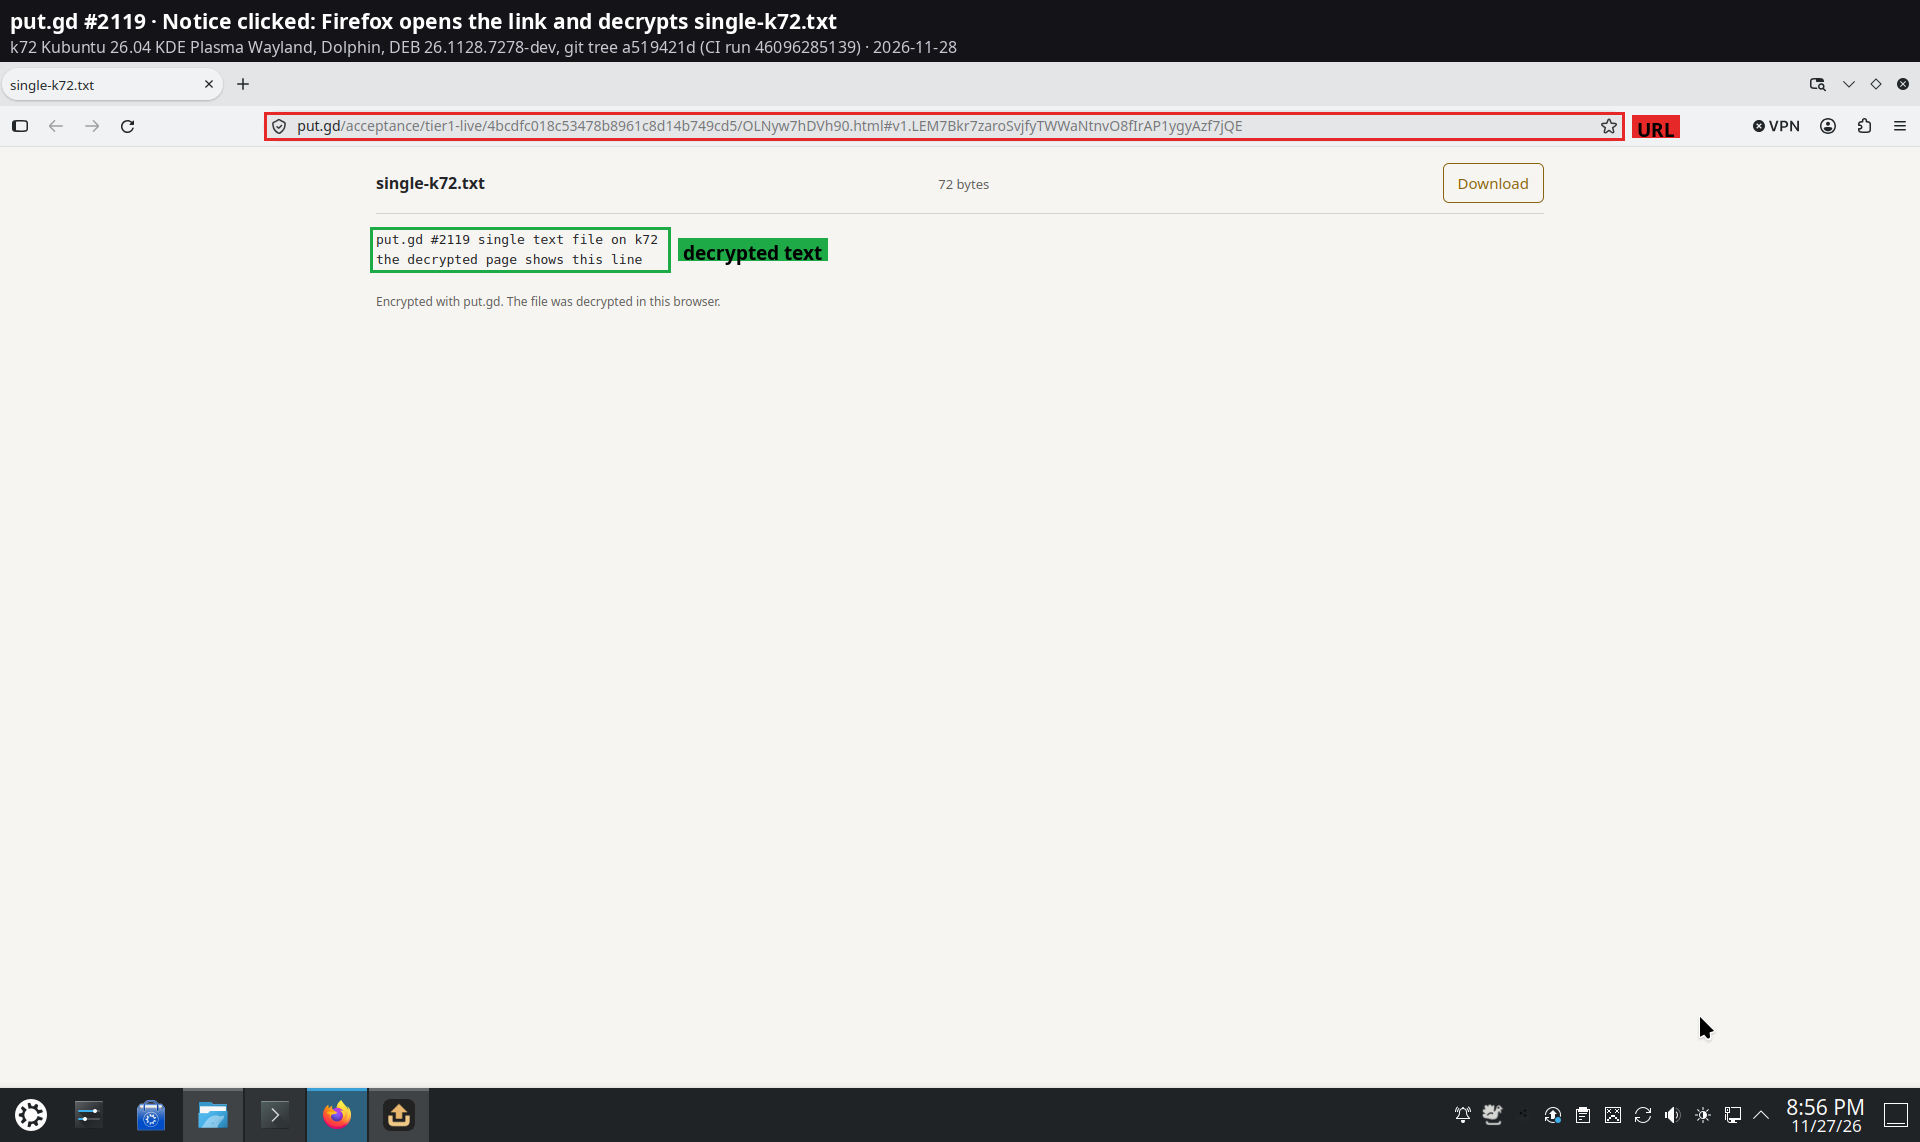 put.gd #2119 · Notice clicked: Firefox opens the link and decrypts single-k72.txt
k72 Kubuntu 26.04 KDE Plasma Wayland, Dolphin, DEB 26.1128.7278-dev, git tree a519421d (CI run 46096285139) · 2026-11-28
single-k72.txt
put.gd/acceptance/tier1-live/4bcdfc018c53478b8961c8d14b749cd5/OLNyw7hDVh90.html#v1.LEM7Bkr7zaroSvjfyTWWaNtnvO8fIrAP1ygyAzf7jQE
URL
VPN
single-k72.txt
72 bytes
Download
put.gd #2119 single text file on k72
the decrypted page shows this line
decrypted text
Encrypted with put.gd. The file was decrypted in this browser.
8:56 PM
11/27/26